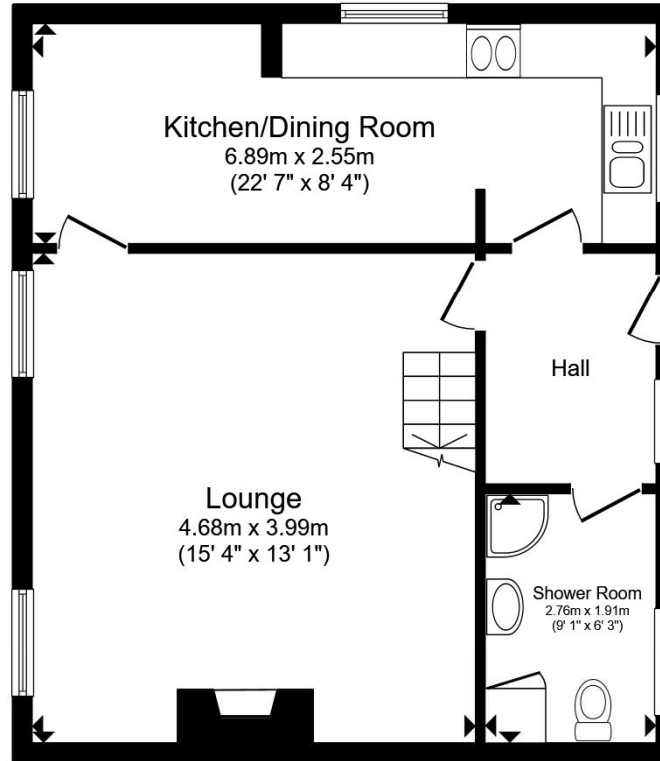 Kitchen/Dining Room
6.89m x 2.55m
(22' 7" x 8' 4")
Hall
Lounge
4.68m x 3.99m
(15' 4" x 13' 1")
Shower Room
2.76m x 1.91m
(9' 1" x 6' 3")